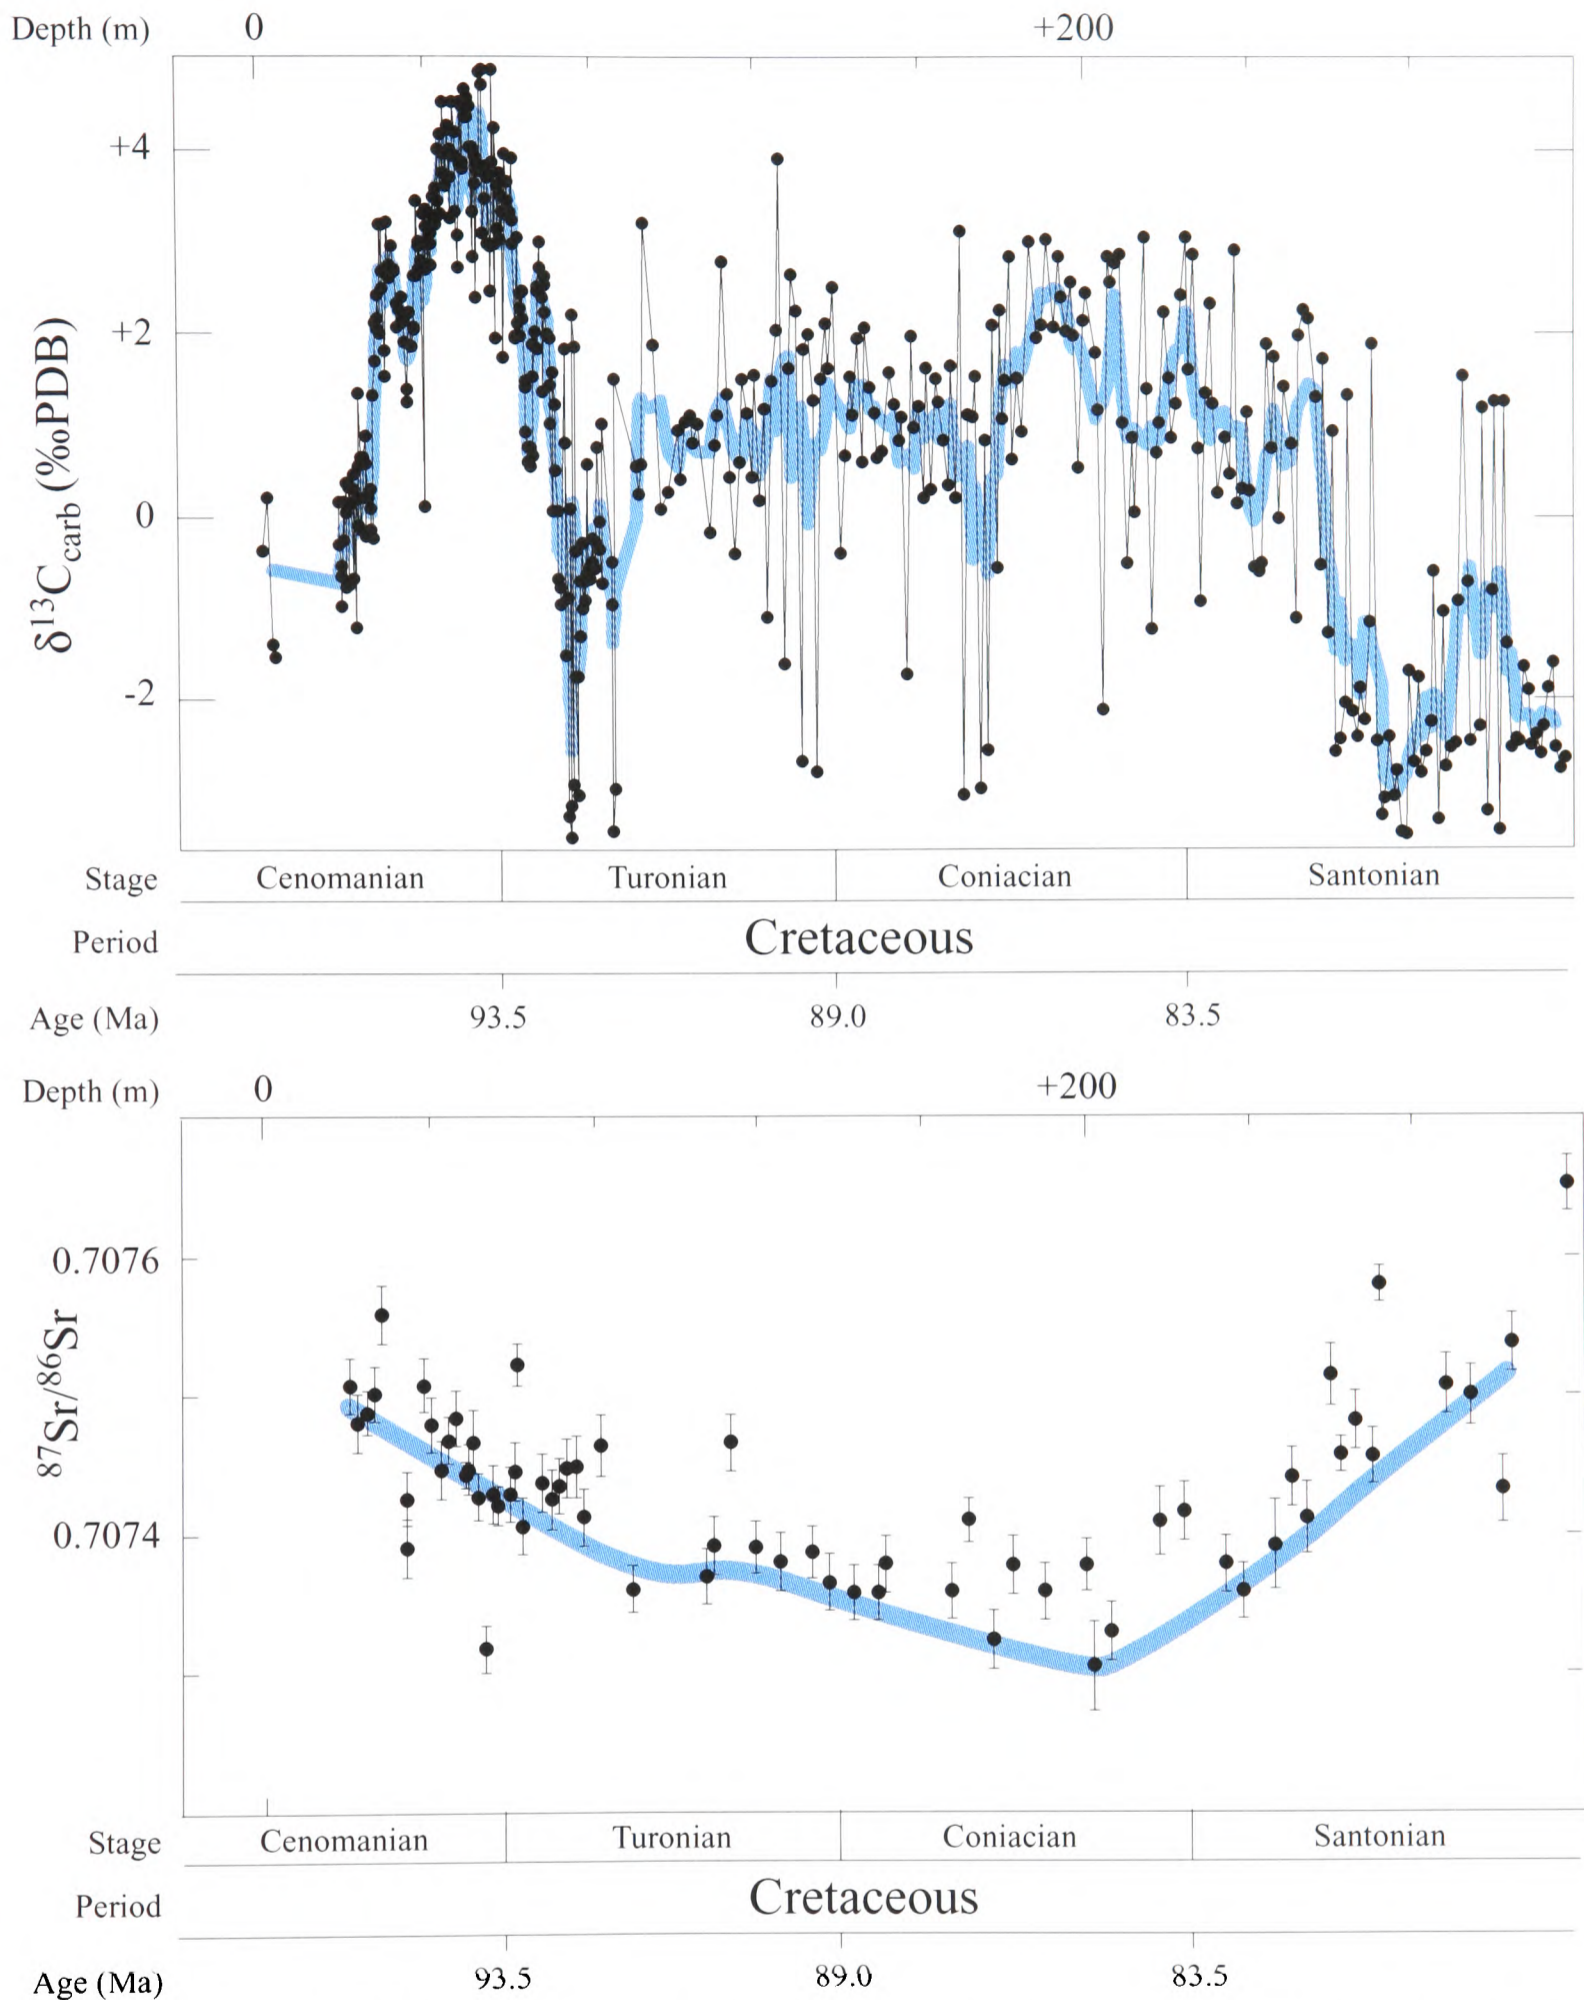 Depth (m) 0 +200
+4
+2
0
-2
δ¹³C_carb (‰PDB)
Stage Cenomanian Turonian Coniacian Santonian
Period Cretaceous
Age (Ma) 93.5 89.0 83.5
Depth (m) 0 +200
0.7076
0.7074
⁸⁷Sr/⁸⁶Sr
Stage Cenomanian Turonian Coniacian Santonian
Period Cretaceous
Age (Ma) 93.5 89.0 83.5